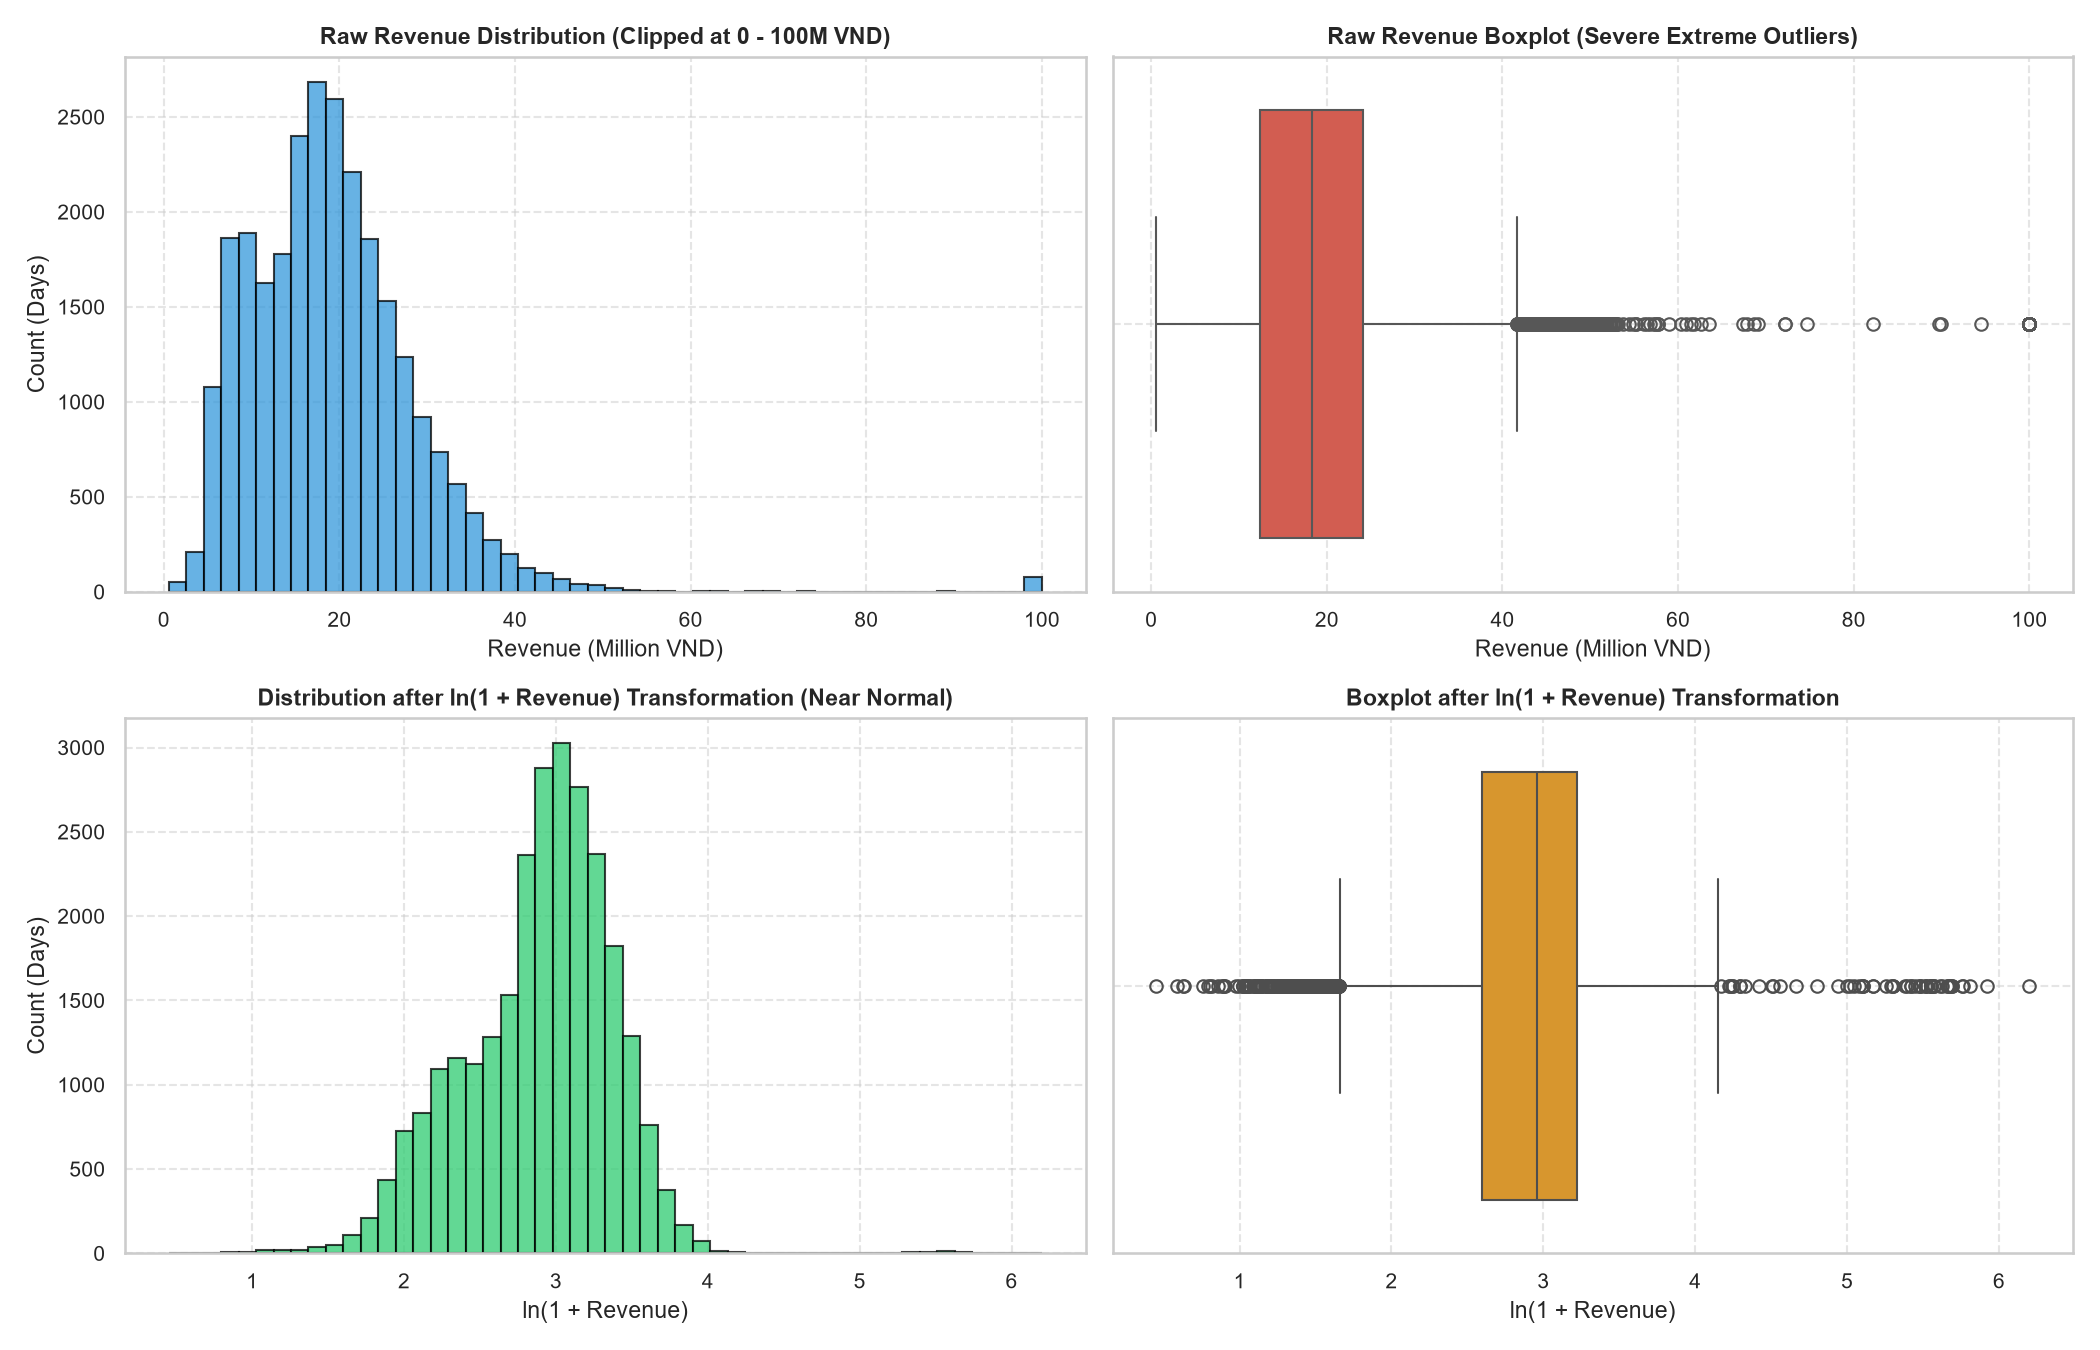 Raw Revenue Distribution (Clipped at 0 - 100M VND)
Count (Days)
2500
2000
1500
1000
500
0
0 20 40 60 80 100
Revenue (Million VND)
Raw Revenue Boxplot (Severe Extreme Outliers)
0 20 40 60 80 100
Revenue (Million VND)
Distribution after ln(1 + Revenue) Transformation (Near Normal)
Count (Days)
3000
2500
2000
1500
1000
500
0
1 2 3 4 5 6
ln(1 + Revenue)
Boxplot after ln(1 + Revenue) Transformation
1 2 3 4 5 6
ln(1 + Revenue)